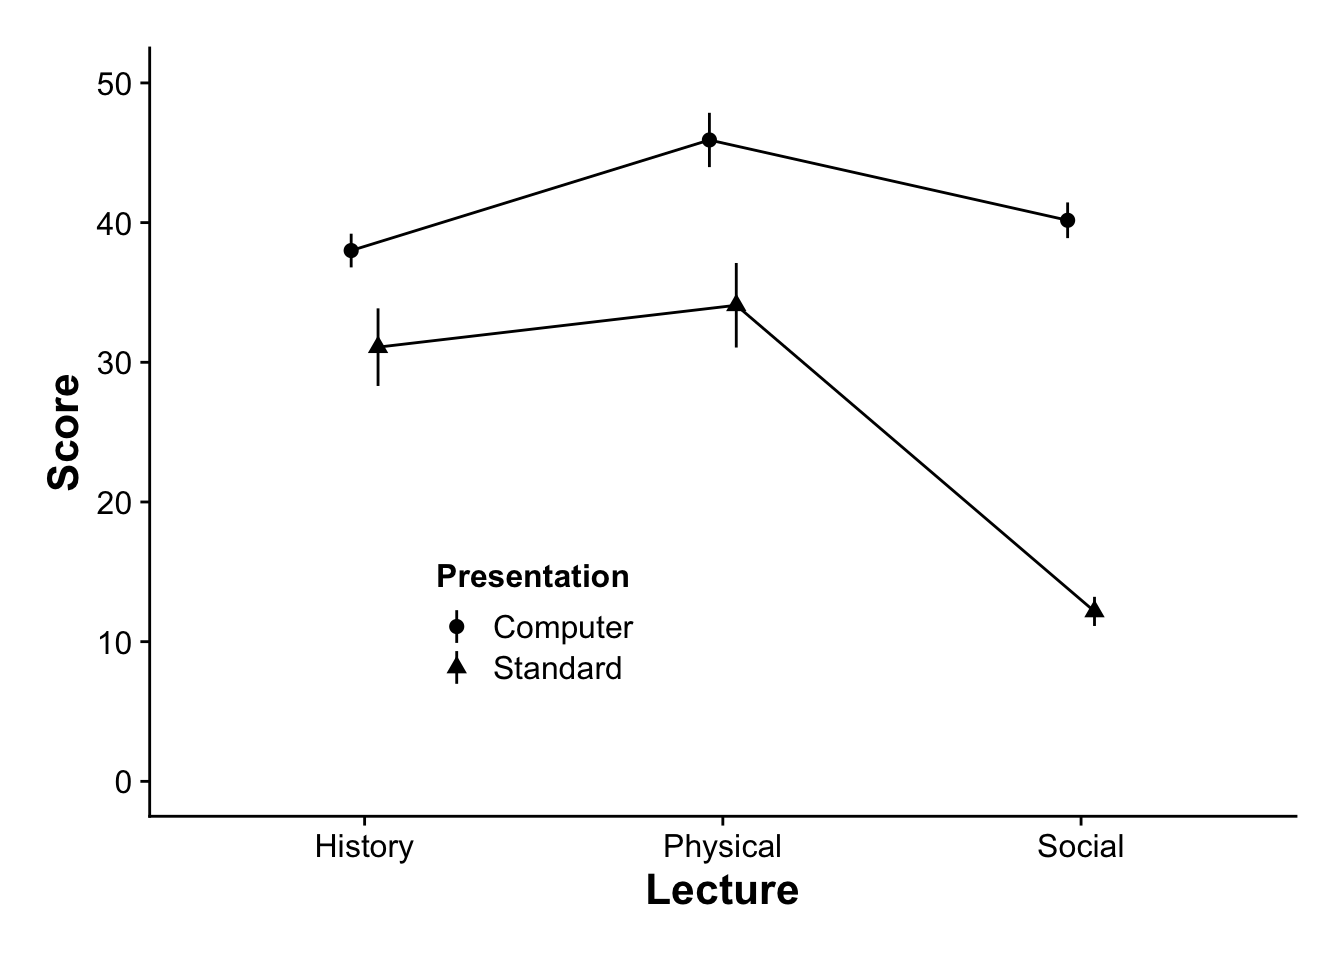 50
40
30
20
10
0
Score
Presentation
Computer
Standard
History Physical Social
Lecture